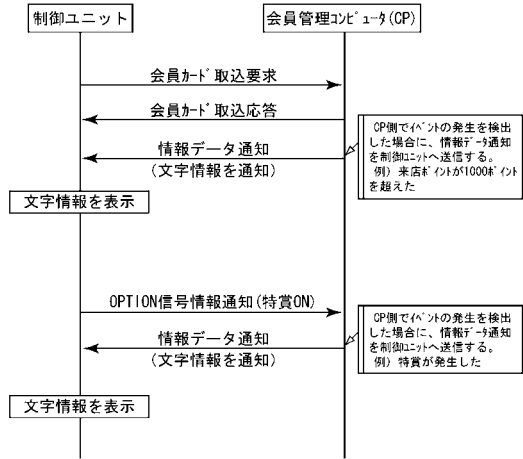 制御ユニット
会員管理ｺﾝﾋﾟｭｰﾀ(CP)
会員ｶｰﾄﾞ取込要求
会員ｶｰﾄﾞ取込応答
情報データ通知
(文字情報を通知)
CP側でｲﾍﾞﾝﾄの発生を検出
した場合に、情報ﾃﾞｰﾀ通知
を制御ﾕﾆｯﾄへ送信する。
例) 来店ﾎﾟｲﾝﾄが1000ﾎﾟｲﾝﾄ
を超えた
文字情報を表示
OPTION信号情報通知(特賞ON)
情報データ通知
(文字情報を通知)
CP側でｲﾍﾞﾝﾄの発生を検出
した場合に、情報ﾃﾞｰﾀ通知
を制御ﾕﾆｯﾄへ送信する。
例) 特賞が発生した
文字情報を表示